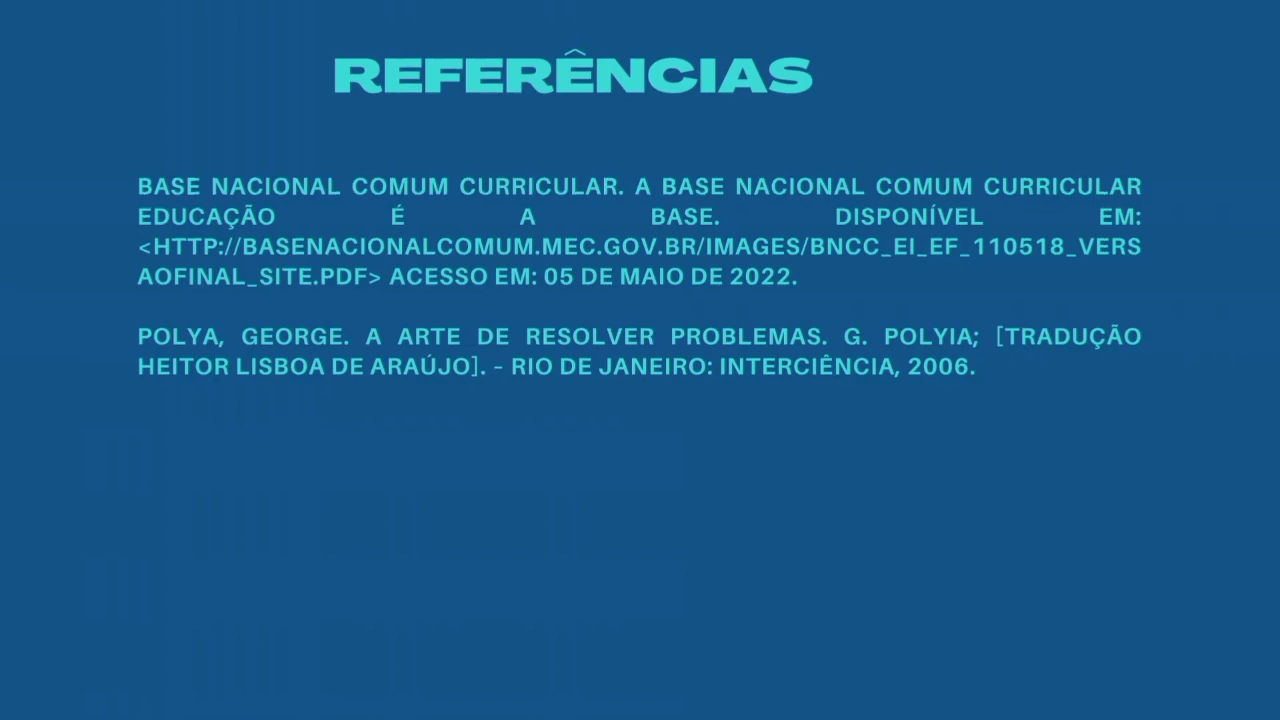 REFERÊNCIAS
BASE NACIONAL COMUM CURRICULAR. A BASE NACIONAL COMUM CURRICULAR
EDUCAÇÃO É A BASE. DISPONÍVEL EM:
<HTTP://BASENACIONALCOMUM.MEC.GOV.BR/IMAGES/BNCC_EI_EF_110518_VERS
AOFINAL_SITE.PDF> ACESSO EM: 05 DE MAIO DE 2022.
POLYA, GEORGE. A ARTE DE RESOLVER PROBLEMAS. G. POLYIA; [TRADUÇÃO
HEITOR LISBOA DE ARAÚJO]. – RIO DE JANEIRO: INTERCIÊNCIA, 2006.